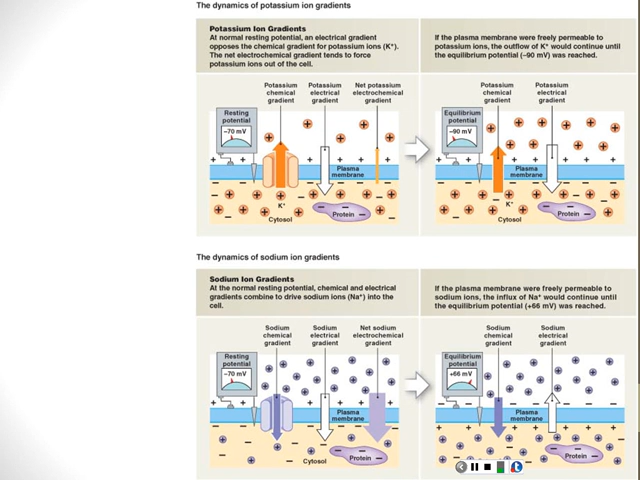 The dynamics of potassium ion gradients
Potassium Ion Gradients
At normal resting potential, an electrical gradient
opposes the chemical gradient for potassium ions (K+).
The net electrochemical gradient tends to force
potassium ions out of the cell.
If the plasma membrane were freely permeable to
potassium ions, the outflow of K+ would continue until
the equilibrium potential (–90 mV) was reached.
Potassium
chemical
gradient
Potassium
electrical
gradient
Net potassium
electrochemical
gradient
Resting
potential
–70 mV
Plasma
membrane
K+
Cytosol
Protein
Potassium
chemical
gradient
Potassium
electrical
gradient
Equilibrium
potential
–90 mV
Plasma
membrane
K+
Cytosol
Protein
The dynamics of sodium ion gradients
Sodium Ion Gradients
At the normal resting potential, chemical and electrical
gradients combine to drive sodium ions (Na+) into the
cell.
If the plasma membrane were freely permeable to
sodium ions, the influx of Na+ would continue until
the equilibrium potential (+66 mV) was reached.
Sodium
chemical
gradient
Sodium
electrical
gradient
Net sodium
electrochemical
gradient
Resting
potential
–70 mV
Plasma
membrane
Cytosol
Protein
Sodium
chemical
gradient
Sodium
electrical
gradient
Equilibrium
potential
+66 mV
Plasma
membrane
Protein